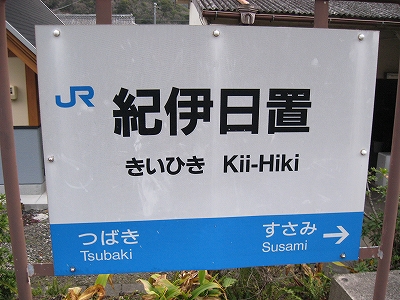 JR
紀伊日置
きいひき Kii-Hiki
つばき すさみ →
Tsubaki Susami